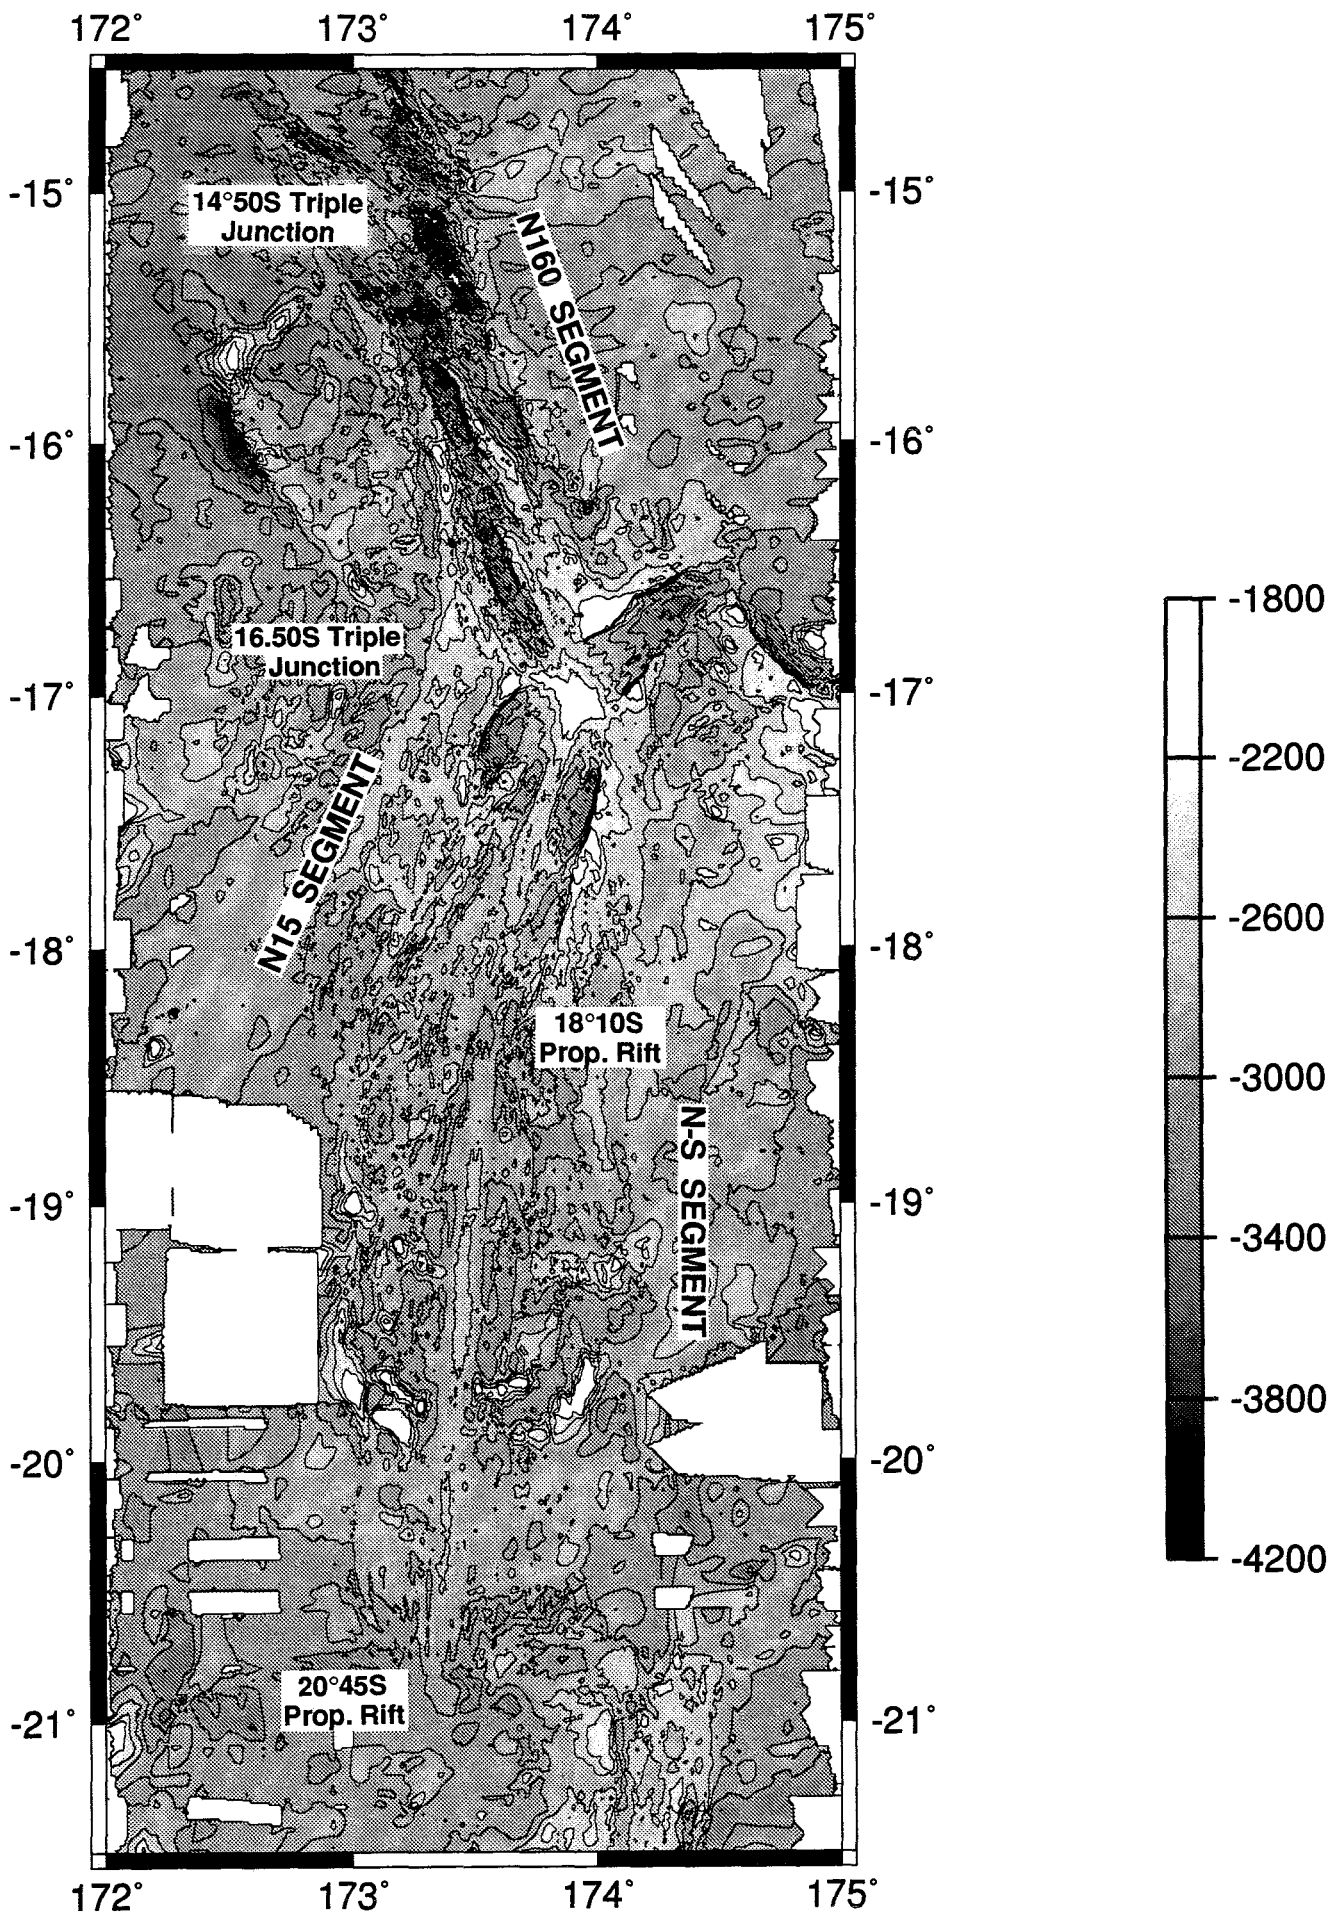 172° 173° 174° 175°
-15° -15°
14°50S Triple
Junction
N160 SEGMENT
-16° -16°
-1800
16.50S Triple
Junction
-17° -17°
-2200
N15 SEGMENT
-2600
-18° -18°
18°10S
Prop. Rift
-3000
N-S SEGMENT
-19° -19°
-3400
-3800
-20° -20°
-4200
20°45S
Prop. Rift
-21° -21°
172° 173° 174° 175°